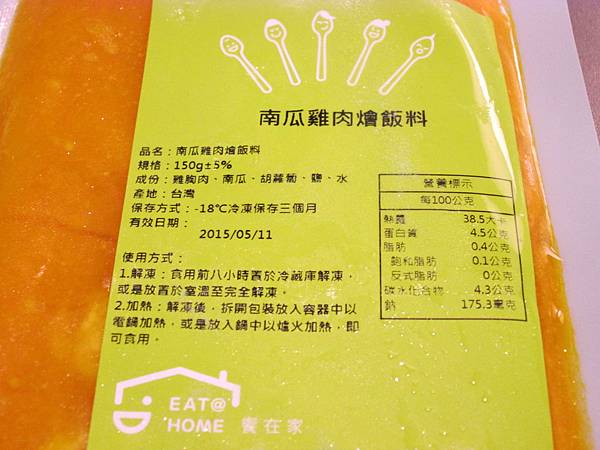 南瓜雞肉燴飯料
品名：南瓜雞肉燴飯料
規格：150g±5%
成份：雞胸肉、南瓜、胡蘿蔔、鹽、水
產地：台灣
保存方式：-18℃冷凍保存三個月
有效日期：
2015/05/11
使用方式：
1.解凍：食用前八小時置於冷藏庫解凍，
或是放置於室溫至完全解凍。
2.加熱：解凍後，拆開包裝放入容器中以
電鍋加熱，或是放入鍋中以爐火加熱，即
可食用。
營養標示
每100公克
熱量 38.5大卡
蛋白質 4.5公克
脂肪 0.4公克
飽和脂肪 0.1公克
反式脂肪 0公克
碳水化合物 4.3公克
鈉 175.3毫克
EAT@
HOME 饗在家